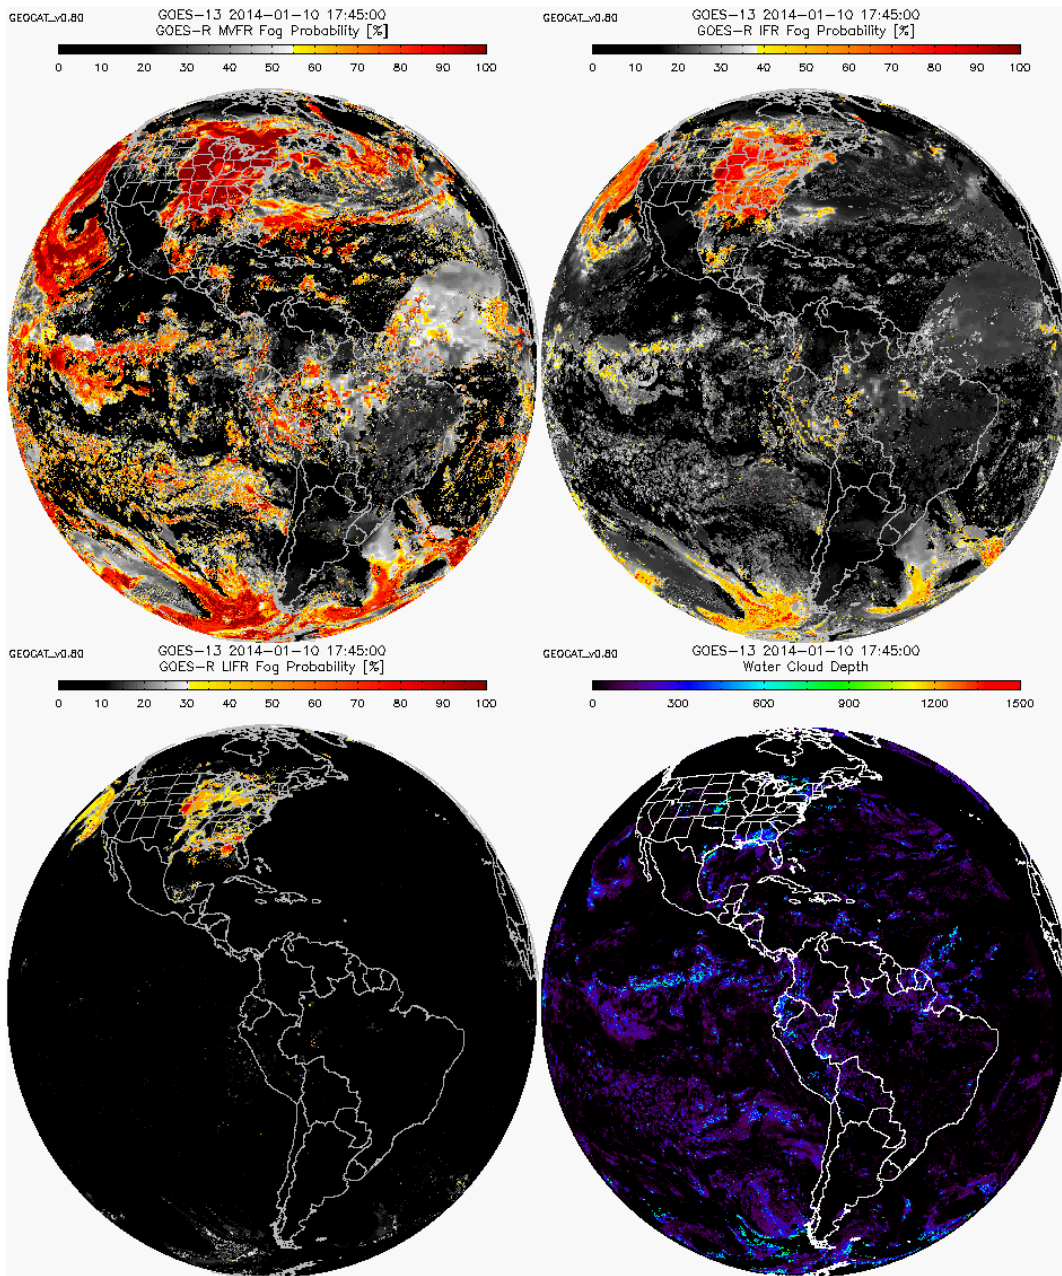 GEOCAT_v0.80
GOES-13 2014-01-10 17:45:00
GOES-R MVFR Fog Probability [%]
0 10 20 30 40 50 60 70 80 90 100
GEOCAT_v0.80
GOES-13 2014-01-10 17:45:00
GOES-R IFR Fog Probability [%]
0 10 20 30 40 50 60 70 80 90 100
GEOCAT_v0.80
GOES-13 2014-01-10 17:45:00
GOES-R LIFR Fog Probability [%]
0 10 20 30 40 50 60 70 80 90 100
GEOCAT_v0.80
GOES-13 2014-01-10 17:45:00
Water Cloud Depth
0 300 600 900 1200 1500